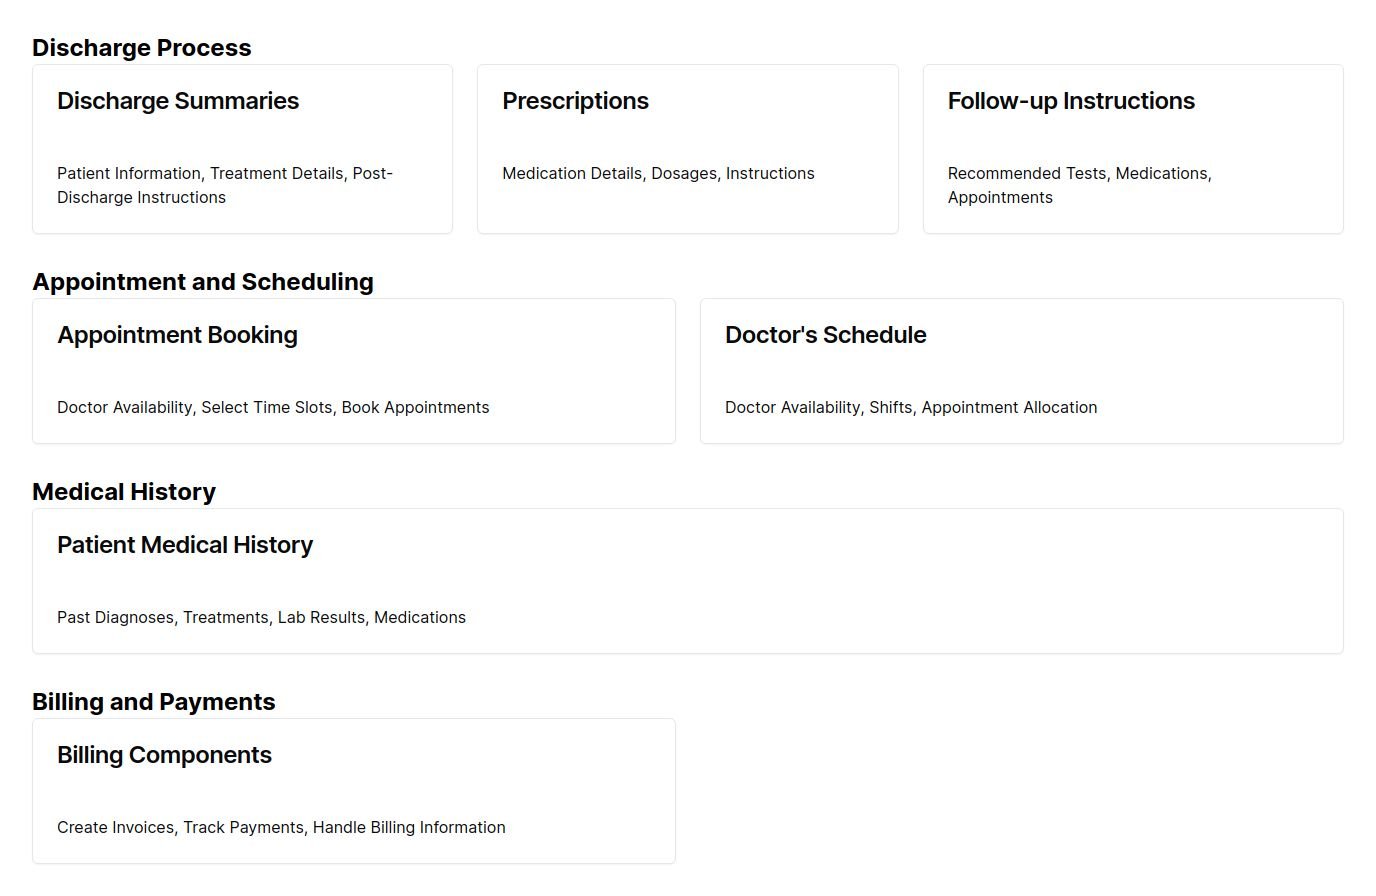 Discharge Process
Discharge Summaries
Patient Information, Treatment Details, Post-
Discharge Instructions
Prescriptions
Medication Details, Dosages, Instructions
Follow-up Instructions
Recommended Tests, Medications,
Appointments
Appointment and Scheduling
Appointment Booking
Doctor Availability, Select Time Slots, Book Appointments
Doctor's Schedule
Doctor Availability, Shifts, Appointment Allocation
Medical History
Patient Medical History
Past Diagnoses, Treatments, Lab Results, Medications
Billing and Payments
Billing Components
Create Invoices, Track Payments, Handle Billing Information